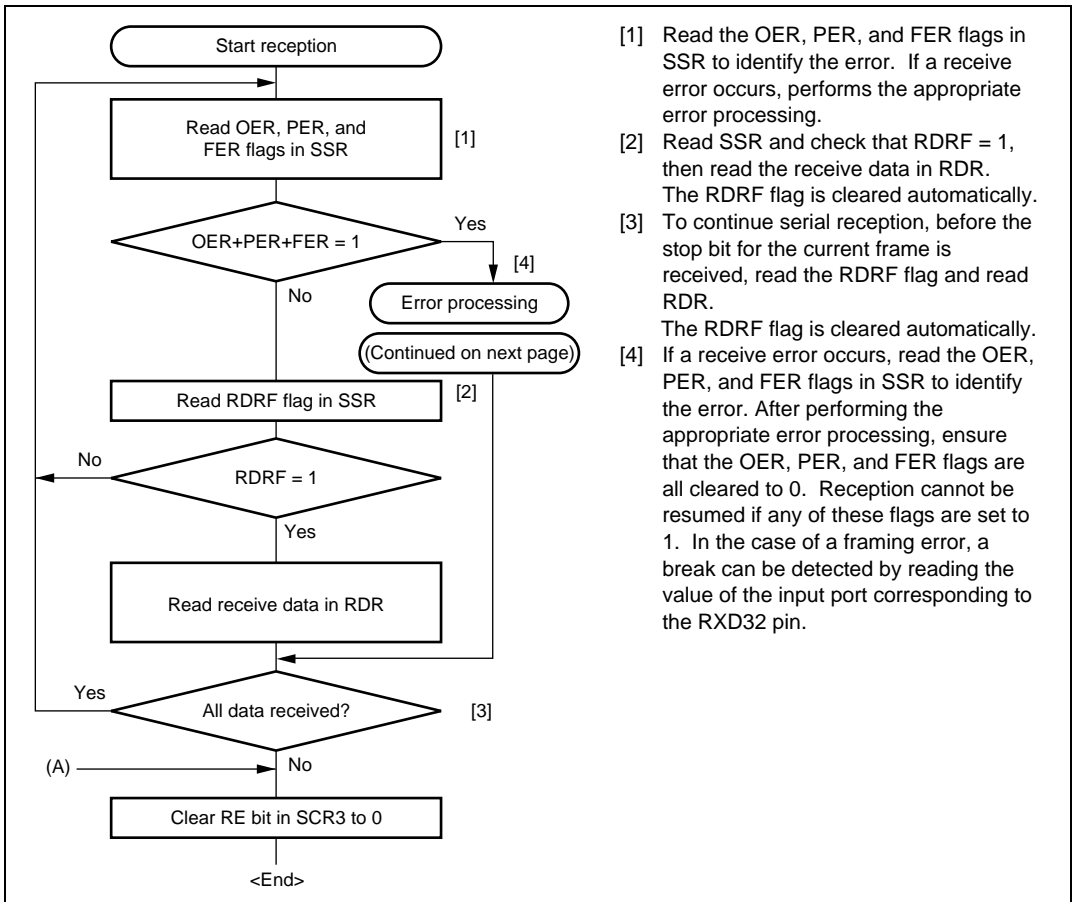 Start reception
Read OER, PER, and
FER flags in SSR
[1]
OER+PER+FER = 1
Yes
[4]
No
Error processing
(Continued on next page)
Read RDRF flag in SSR
[2]
No
RDRF = 1
Yes
Read receive data in RDR
Yes
All data received?
[3]
(A)
No
Clear RE bit in SCR3 to 0
<End>
[1] Read the OER, PER, and FER flags in
SSR to identify the error. If a receive
error occurs, performs the appropriate
error processing.
[2] Read SSR and check that RDRF = 1,
then read the receive data in RDR.
The RDRF flag is cleared automatically.
[3] To continue serial reception, before the
stop bit for the current frame is
received, read the RDRF flag and read
RDR.
The RDRF flag is cleared automatically.
[4] If a receive error occurs, read the OER,
PER, and FER flags in SSR to identify
the error. After performing the
appropriate error processing, ensure
that the OER, PER, and FER flags are
all cleared to 0. Reception cannot be
resumed if any of these flags are set to
1. In the case of a framing error, a
break can be detected by reading the
value of the input port corresponding to
the RXD32 pin.